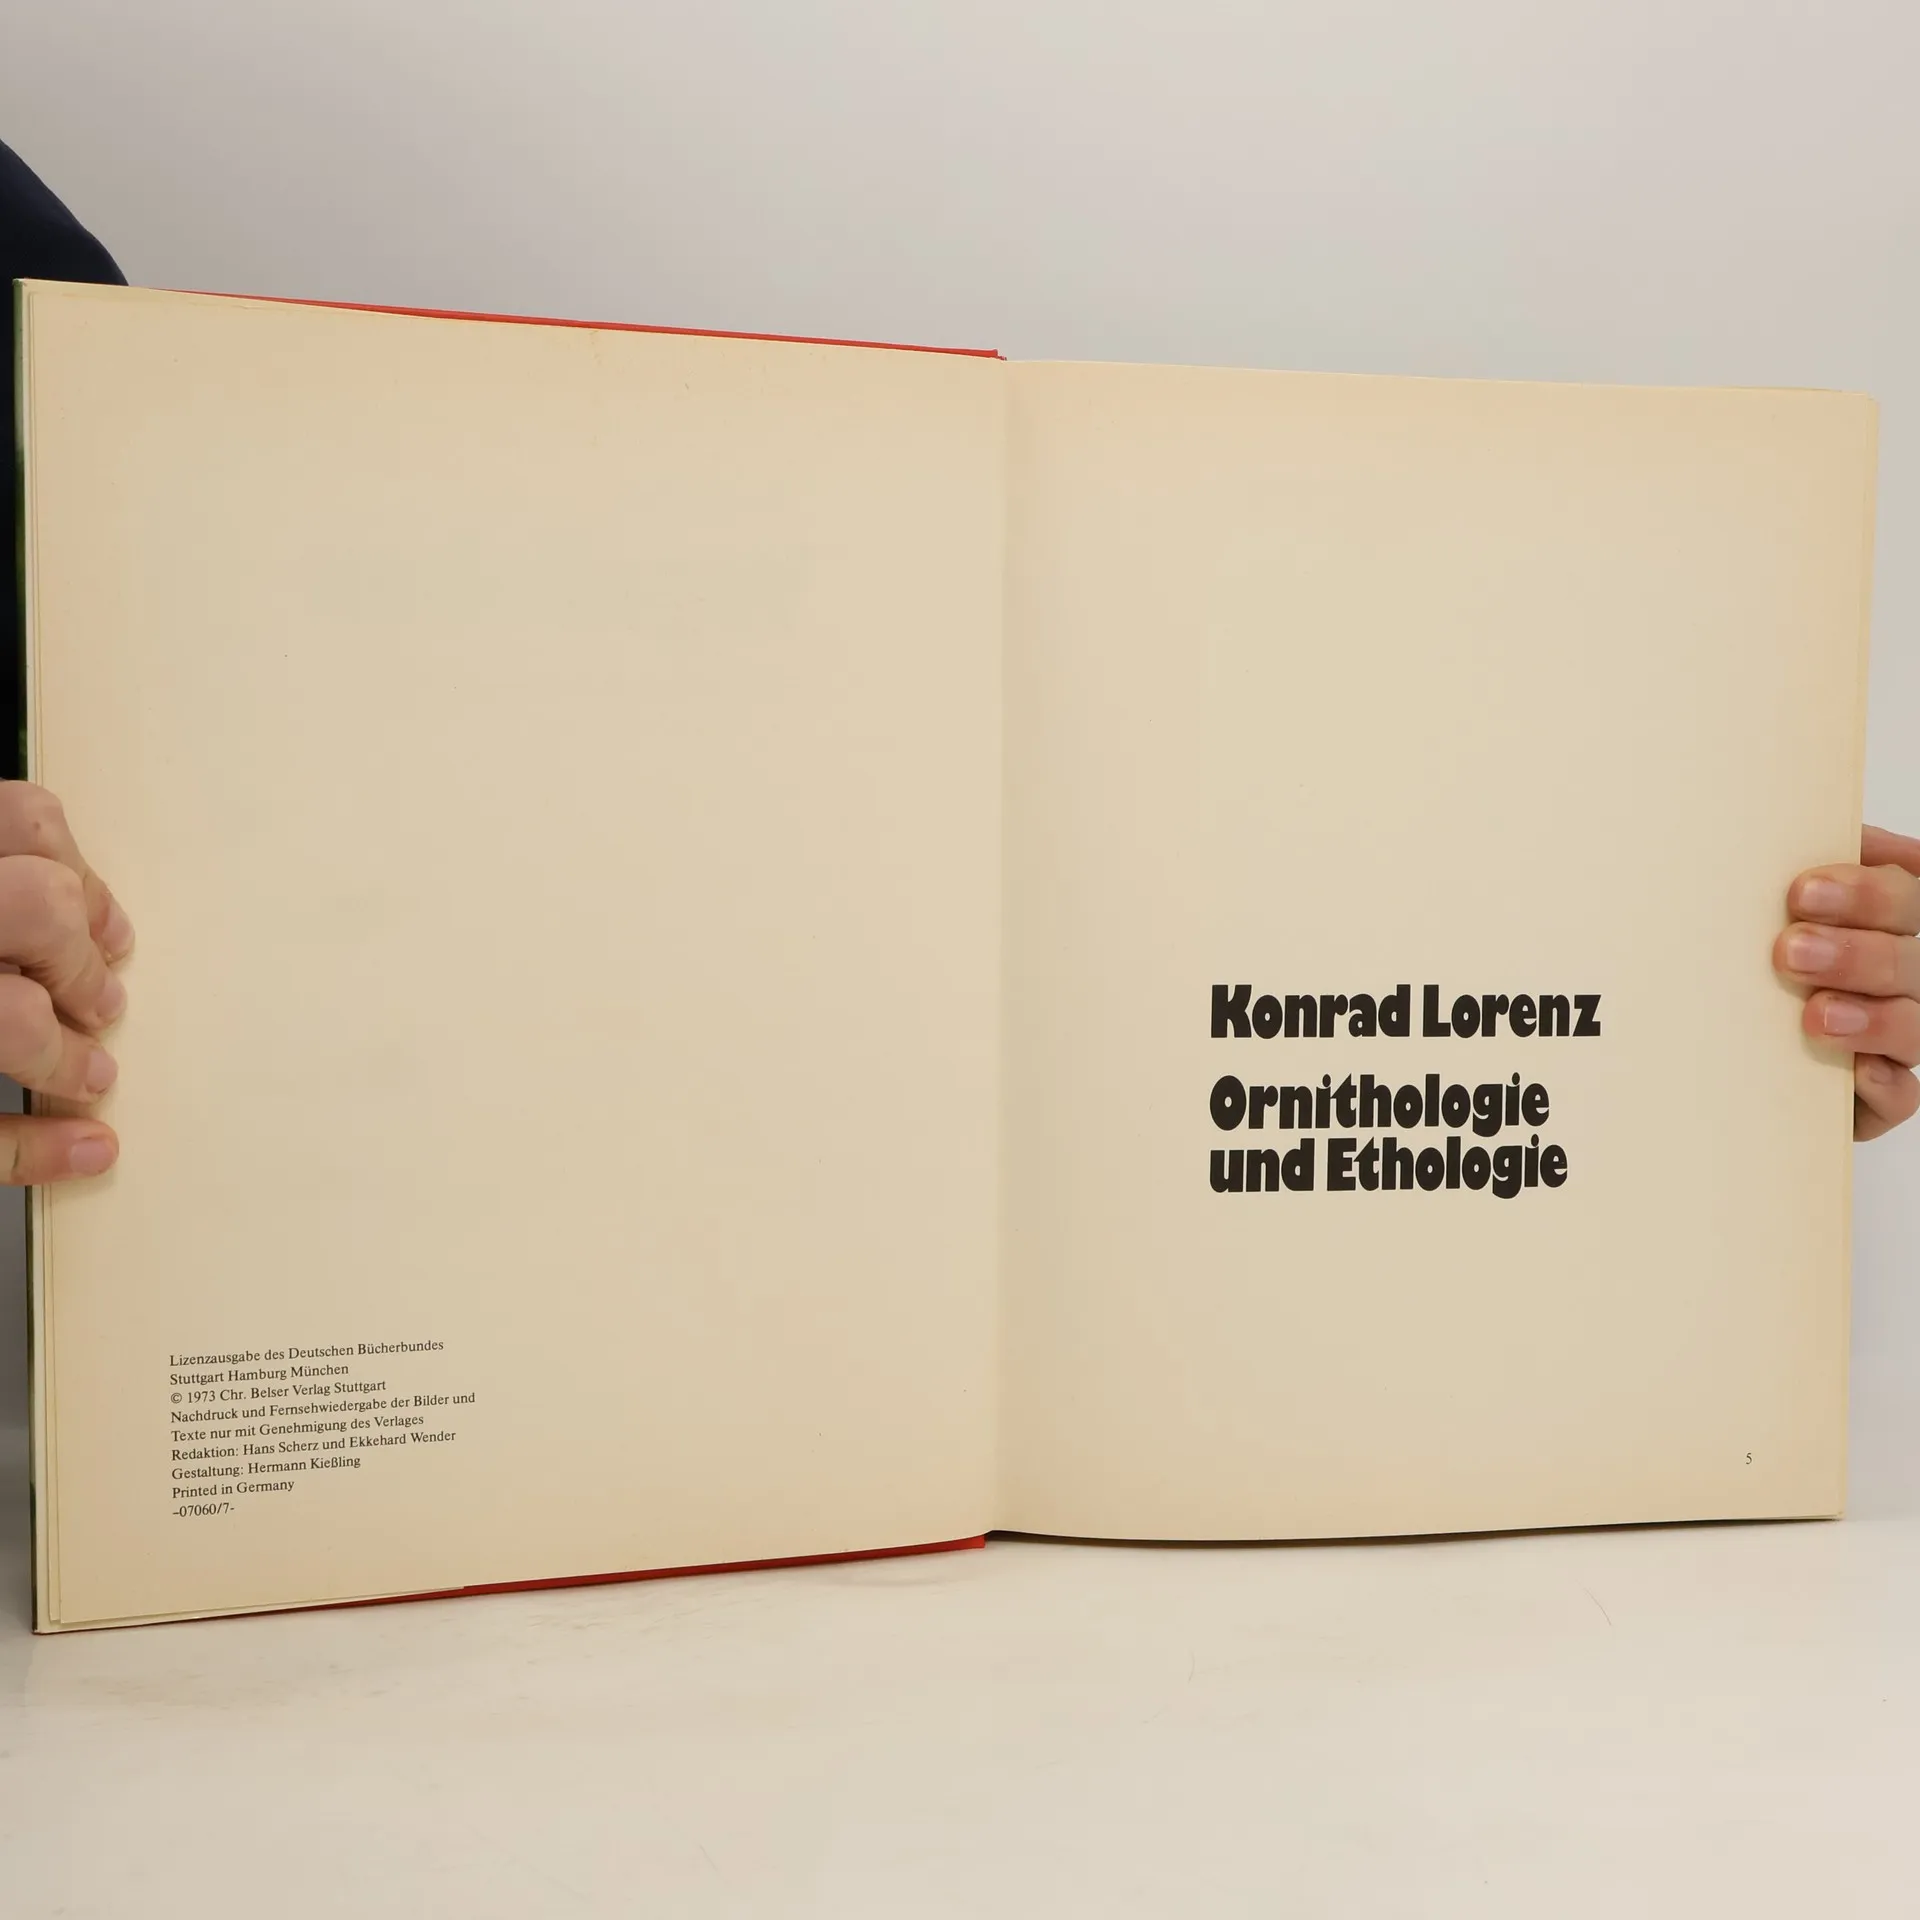 Lizenzausgabe des Deutschen Bücherbundes
Stuttgart Hamburg München
© 1973 Chr. Belser Verlag Stuttgart
Nachdruck und Fernsehwiedergabe der Bilder und
Texte nur mit Genehmigung des Verlages
Redaktion: Hans Scherz und Ekkehard Wender
Gestaltung: Hermann Kießling
Printed in Germany
–07060/7-
Konrad Lorenz
Ornithologie
und Ethologie
5